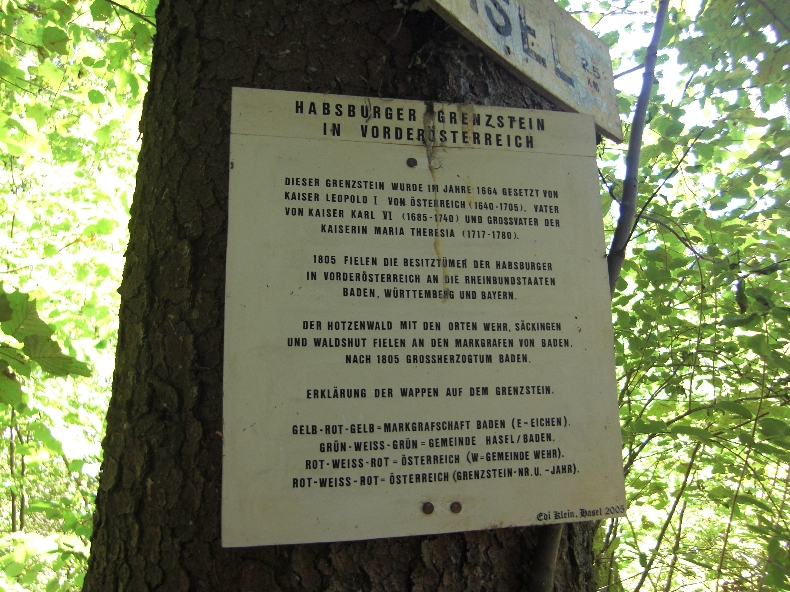 SEL 2,5
KM
HABSBURGER GRENZSTEIN
IN VORDERÖSTERREICH
DIESER GRENZSTEIN WURDE IM JAHRE 1664 GESETZT VON
KAISER LEOPOLD I VON ÖSTERREICH (1640-1705). VATER
VON KAISER KARL VI (1685-1740) UND GROSSVATER DER
KAISERIN MARIA THERESIA (1717-1780).
1805 FIELEN DIE BESITZTÜMER DER HABSBURGER
IN VORDERÖSTERREICH AN DIE RHEINBUNDSTAATEN
BADEN, WÜRTTEMBERG UND BAYERN.
DER HOTZENWALD MIT DEN ORTEN WEHR, SÄCKINGEN
UND WALDSHUT FIELEN AN DEN MARKGRAFEN VON BADEN.
NACH 1805 GROSSHERZOGTUM BADEN.
ERKLÄRUNG DER WAPPEN AUF DEM GRENZSTEIN.
GELB-ROT-GELB=MARKGRAFSCHAFT BADEN (E-EICHEN).
GRÜN-WEISS-GRÜN=GEMEINDE HASEL/BADEN.
ROT-WEISS-ROT=ÖSTERREICH (W=GEMEINDE WEHR).
ROT-WEISS-ROT=ÖSTERREICH (GRENZSTEIN-NR.U.-JAHR).
Edi Klein, Hasel 2005